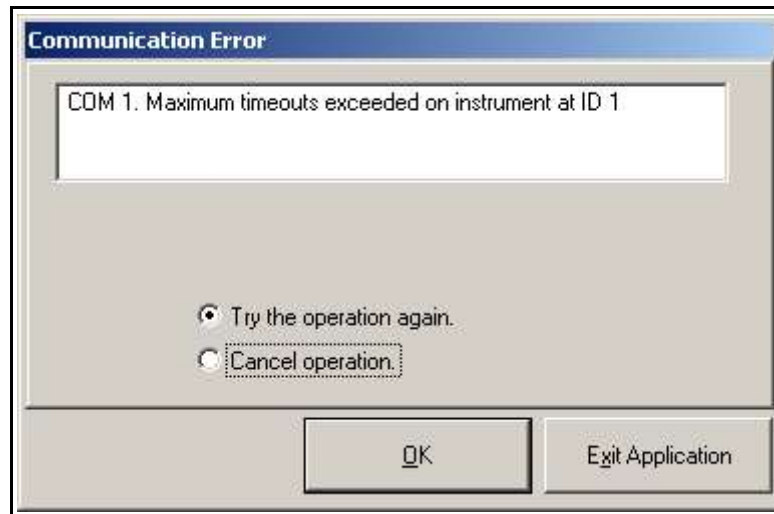 Communication Error
COM 1. Maximum timeouts exceeded on instrument at ID 1
Try the operation again.
Cancel operation.
OK
Exit Application